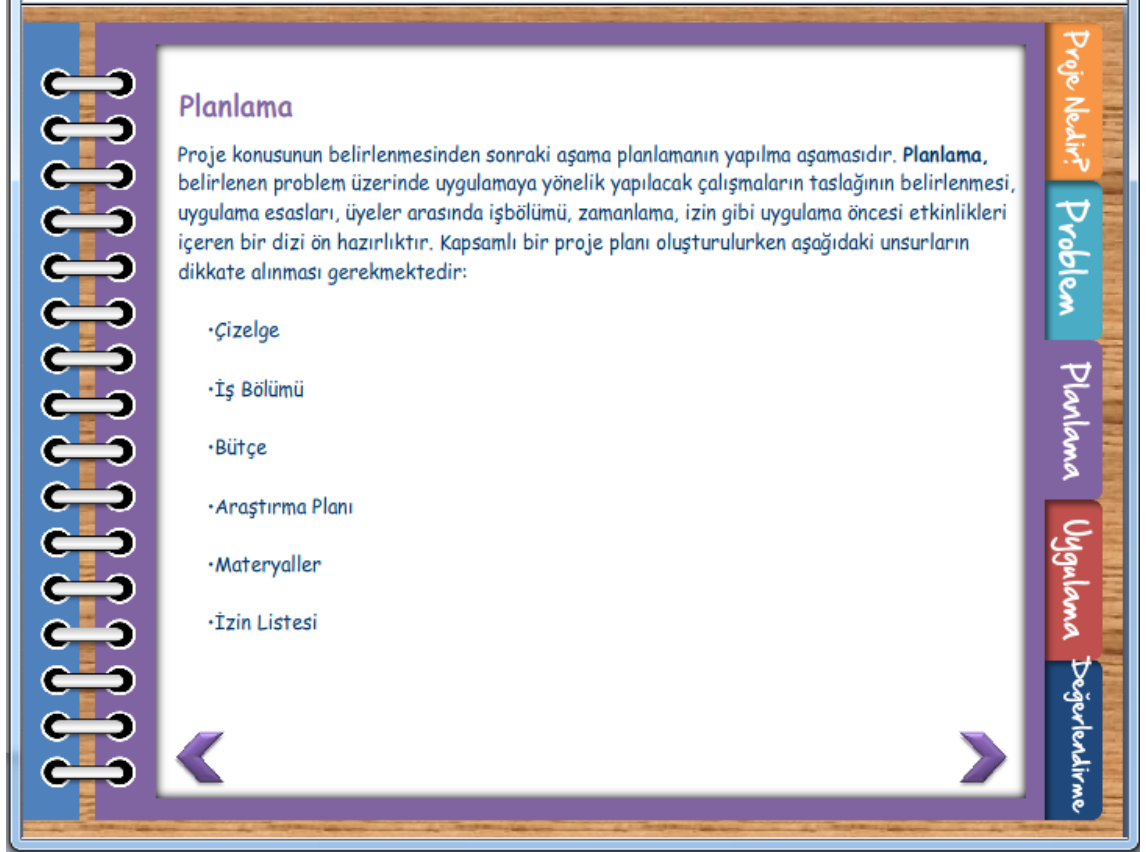 Planlama
Proje konusunun belirlenmesinden sonraki aşama planlamanın yapılma aşamasıdır. Planlama,
belirlenen problem üzerinde uygulamaya yönelik yapılacak çalışmaların taslağının belirlenmesi,
uygulama esasları, üyeler arasında işbölümü, zamanlama, izin gibi uygulama öncesi etkinlikleri
içeren bir dizi ön hazırlıktır. Kapsamlı bir proje planı oluşturulurken aşağıdaki unsurların
dikkate alınması gerekmektedir:
•Çizelge
•İş Bölümü
•Bütçe
•Araştırma Planı
•Materyaller
•İzin Listesi
Proje Nedir?
Problem
Planlama
Uygulama
Değerlendirme